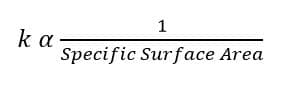 k α 1
Specific Surface Area